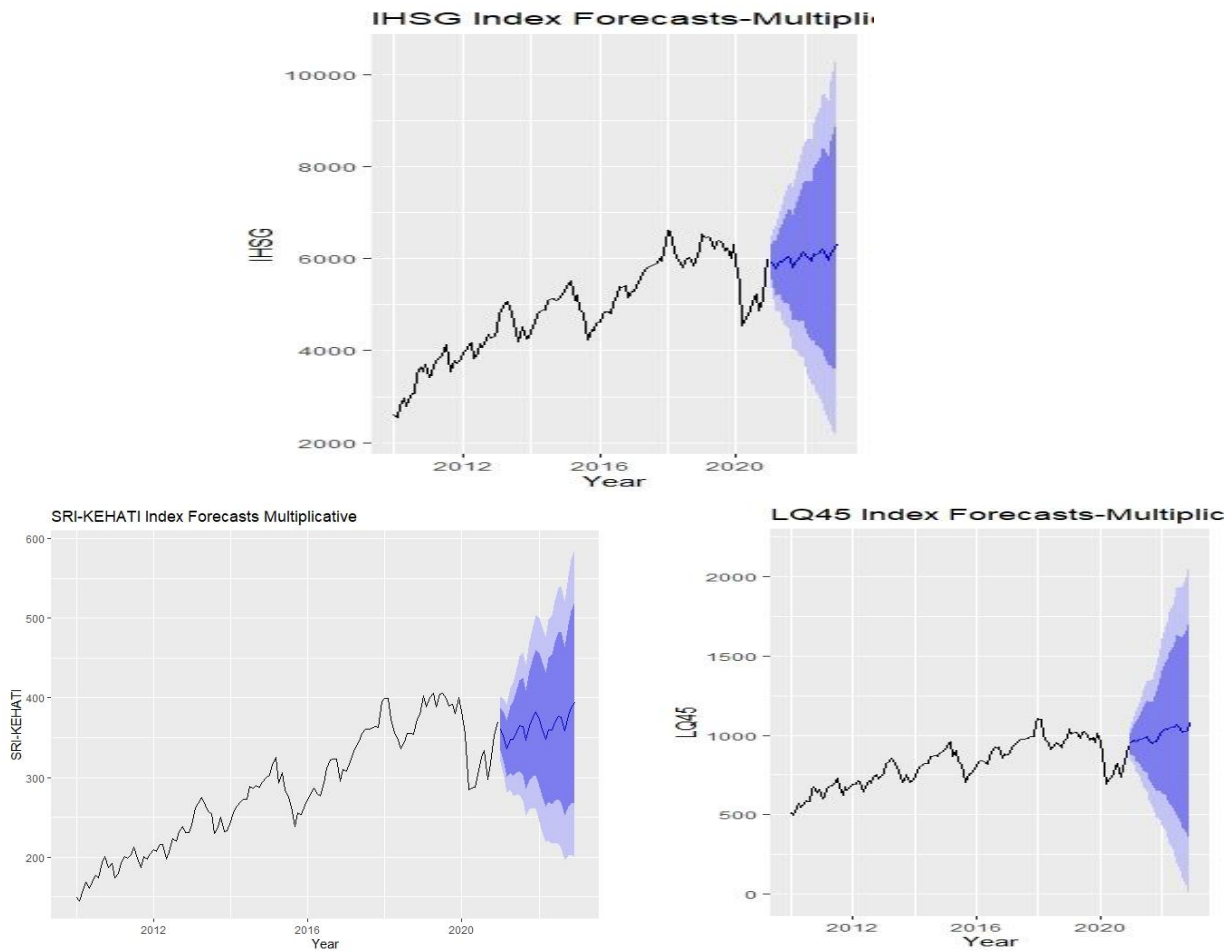 IHSG Index Forecasts-Multipli
10000
8000
6000
4000
2000
IHSG
2012 2016 2020
Year
SRI-KEHATI Index Forecasts Multiplicative
600
500
400
300
200
SRI-KEHATI
2012 2016 2020
Year
LQ45 Index Forecasts-Multiplic
2000
1500
1000
500
0
LQ45
2012 2016 2020
Year